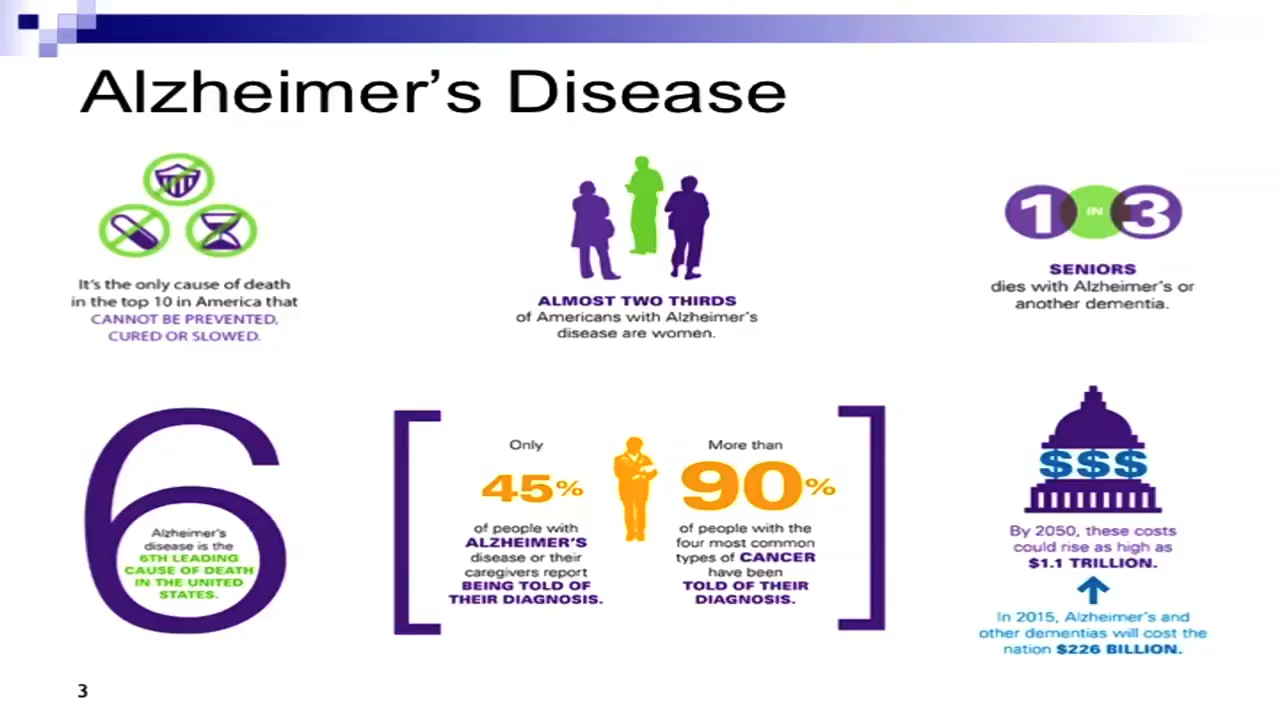 Alzheimer's Disease
It's the only cause of death
in the top 10 in America that
CANNOT BE PREVENTED,
CURED OR SLOWED.
ALMOST TWO THIRDS
of Americans with Alzheimer's
disease are women.
1 IN 3
SENIORS
dies with Alzheimer's or
another dementia.
6
Alzheimer's
disease is the
6TH LEADING
CAUSE OF DEATH
IN THE UNITED
STATES.
Only
45%
of people with
ALZHEIMER'S
disease or their
caregivers report
BEING TOLD OF
THEIR DIAGNOSIS.
More than
90%
of people with the
four most common
types of CANCER
have been
TOLD OF THEIR
DIAGNOSIS.
$$$
By 2050, these costs
could rise as high as
$1.1 TRILLION.
In 2015, Alzheimer's and
other dementias will cost the
nation $226 BILLION.
3